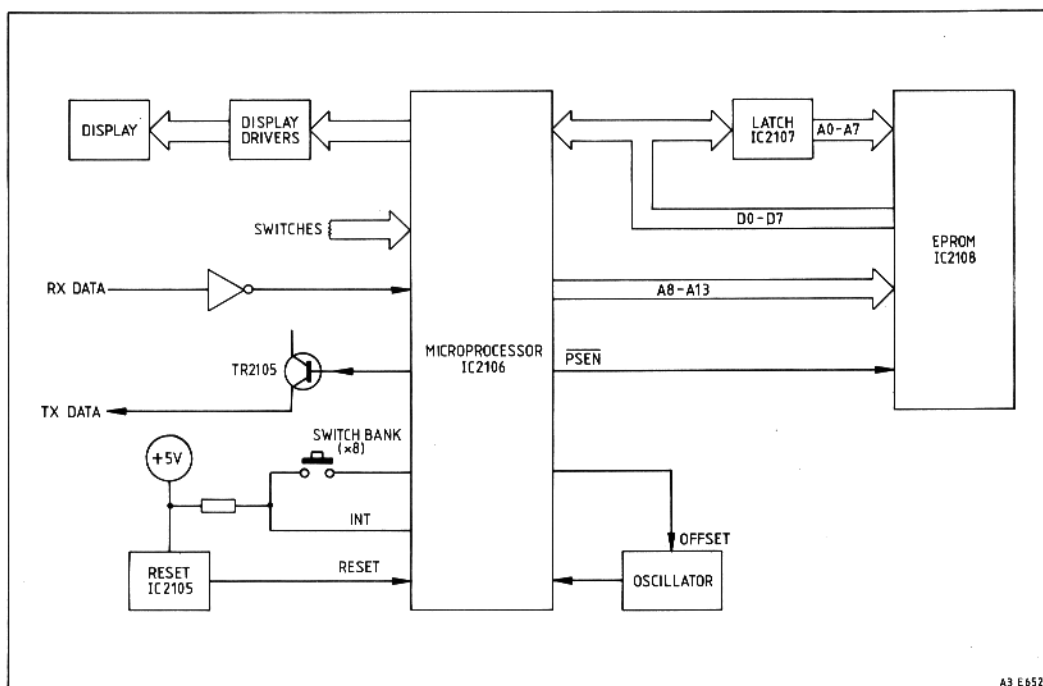 DISPLAY
DISPLAY
DRIVERS
LATCH
IC2107
A0-A7
D0-D7
SWITCHES
EPROM
IC2108
RX DATA
A8-A13
MICROPROCESSOR
IC2106
PSEN
TR2105
TX DATA
SWITCH BANK
(×8)
+5V
INT
OFFSET
RESET
IC2105
RESET
OSCILLATOR
A3 E652